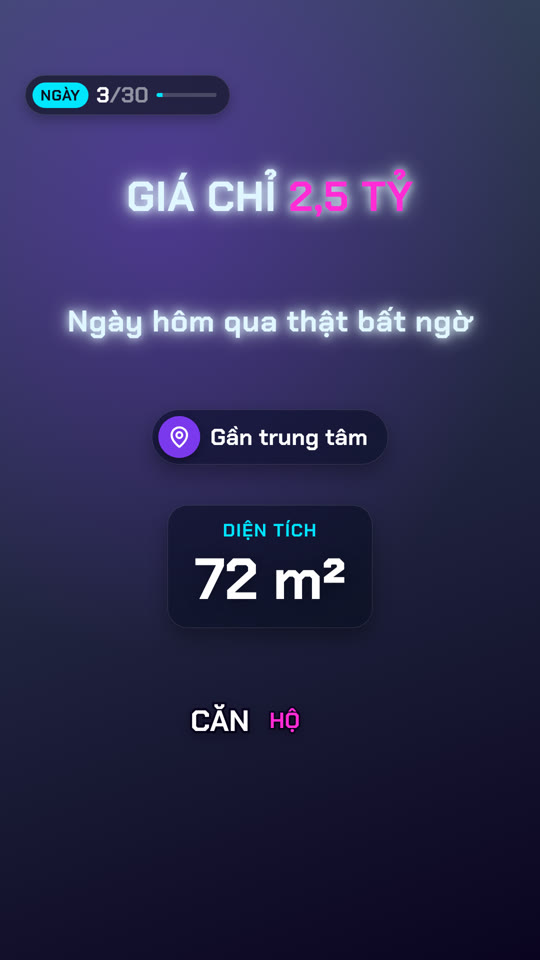 NGÀY 3/30
GIÁ CHỈ 2,5 TỶ
Ngày hôm qua thật bất ngờ
Gần trung tâm
DIỆN TÍCH
72 m²
CĂN HỘ